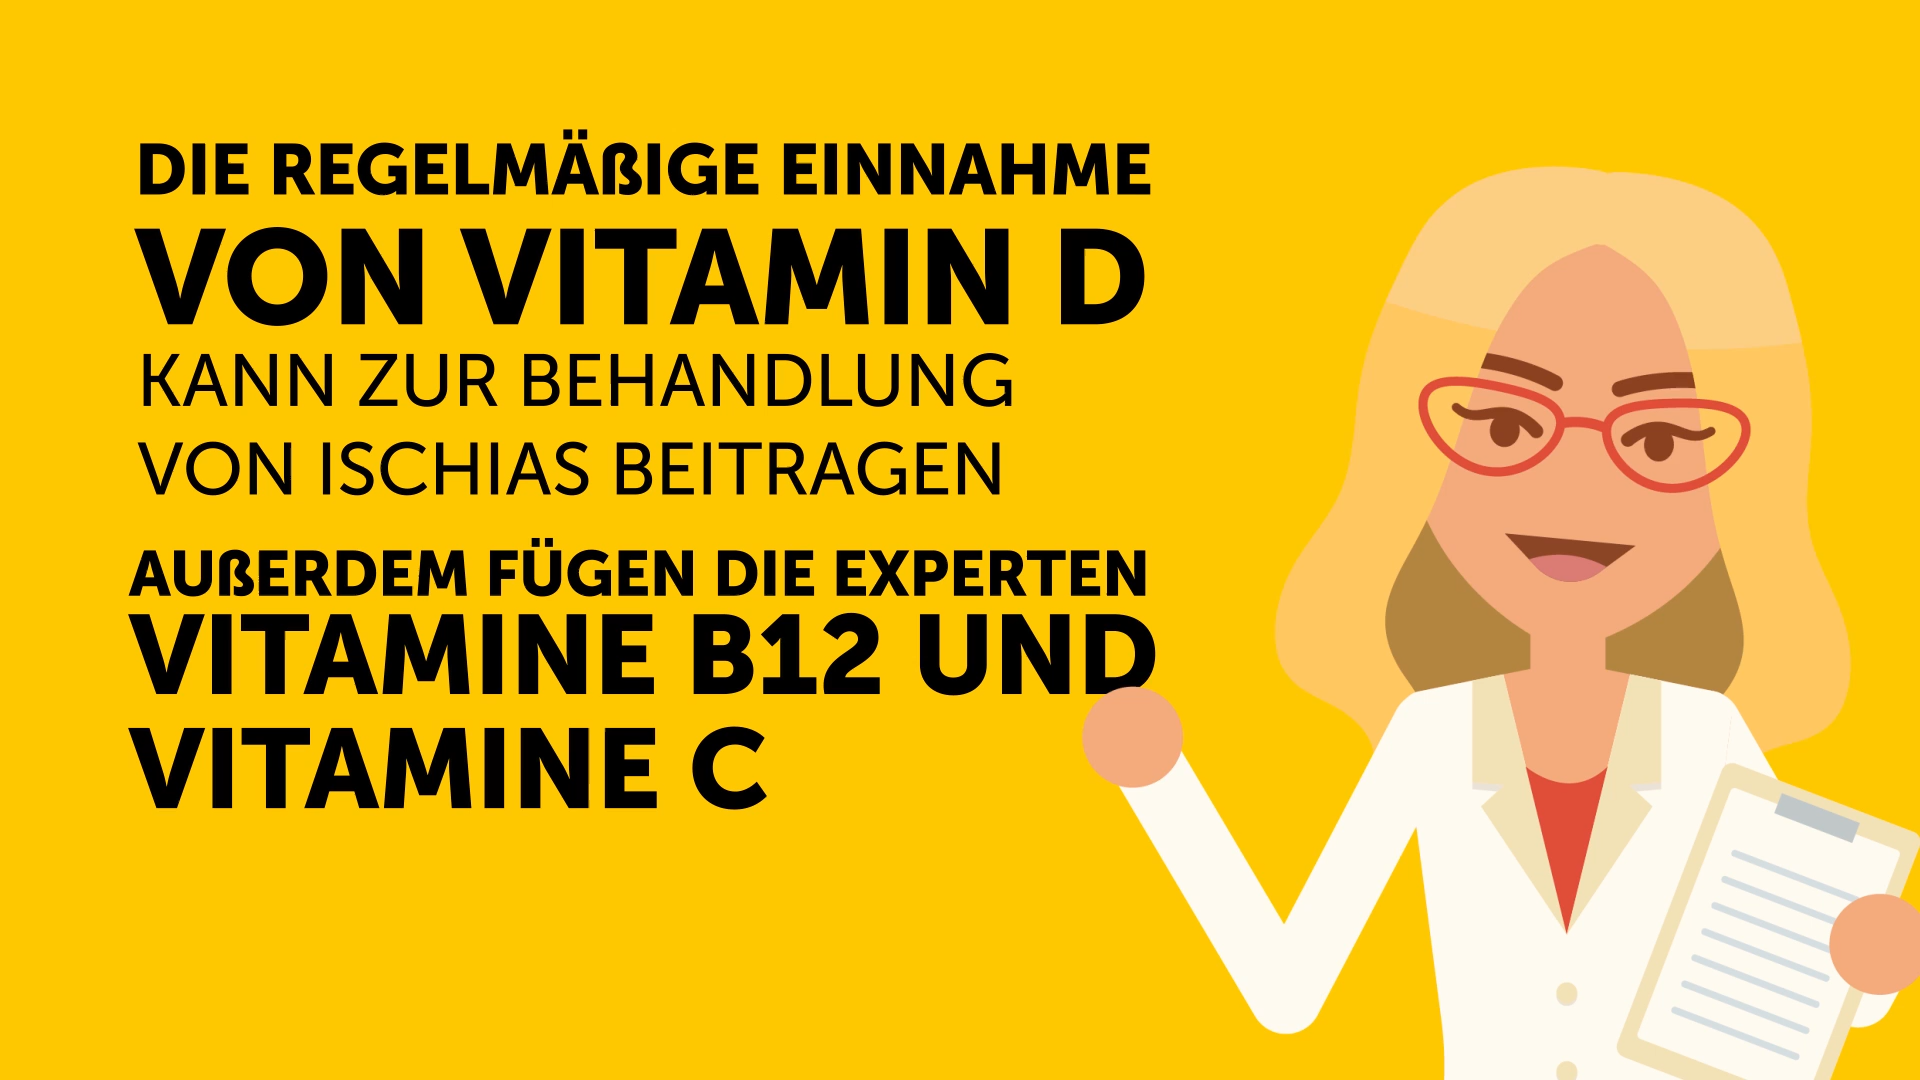 DIE REGELMÄßIGE EINNAHME
VON VITAMIN D
KANN ZUR BEHANDLUNG
VON ISCHIAS BEITRAGEN
AUßERDEM FÜGEN DIE EXPERTEN
VITAMINE B12 UND
VITAMINE C